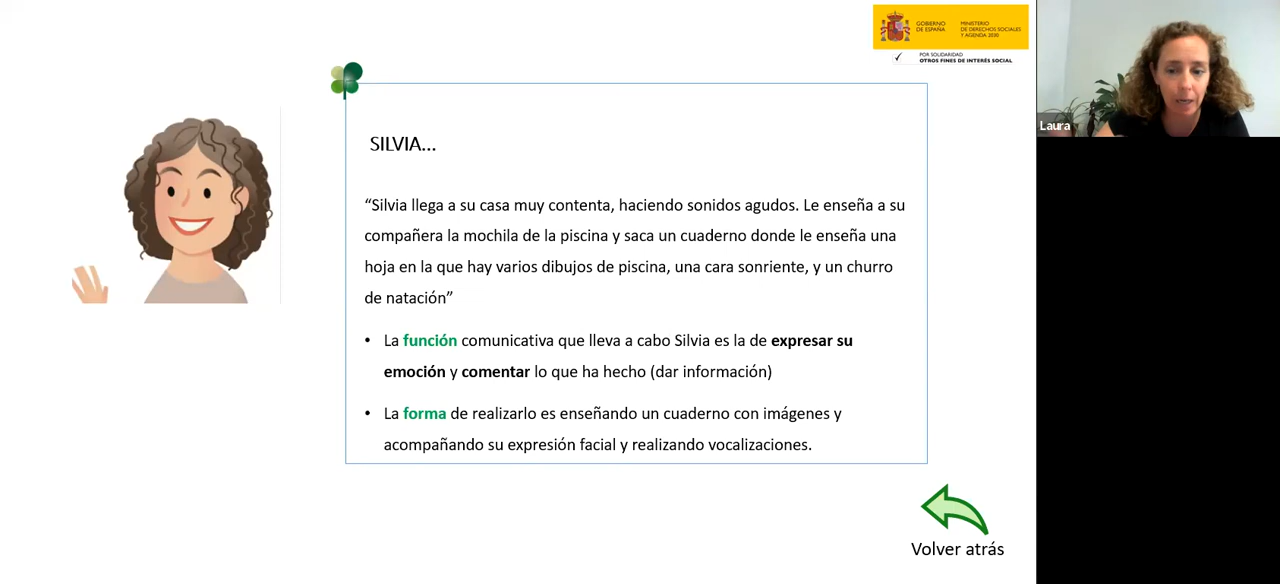 GOBIERNO
DE ESPAÑA
MINISTERIO
DE DERECHOS SOCIALES
Y AGENDA 2030
POR SOLIDARIDAD
OTROS FINES DE INTERÉS SOCIAL
Laura
SILVIA...
“Silvia llega a su casa muy contenta, haciendo sonidos agudos. Le enseña a su
compañera la mochila de la piscina y saca un cuaderno donde le enseña una
hoja en la que hay varios dibujos de piscina, una cara sonriente, y un churro
de natación”
• La función comunicativa que lleva a cabo Silvia es la de expresar su
emoción y comentar lo que ha hecho (dar información)
• La forma de realizarlo es enseñando un cuaderno con imágenes y
acompañando su expresión facial y realizando vocalizaciones.
Volver atrás